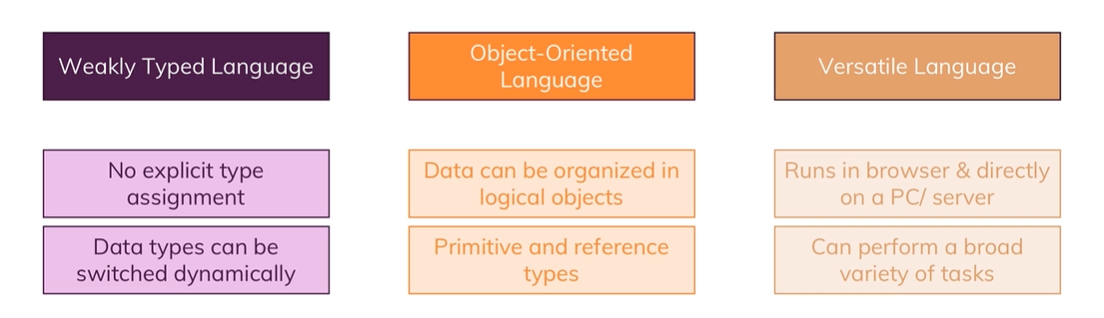 Weakly Typed Language
No explicit type
assignment
Data types can be
switched dynamically
Object-Oriented
Language
Data can be organized in
logical objects
Primitive and reference
types
Versatile Language
Runs in browser & directly
on a PC/ server
Can perform a broad
variety of tasks